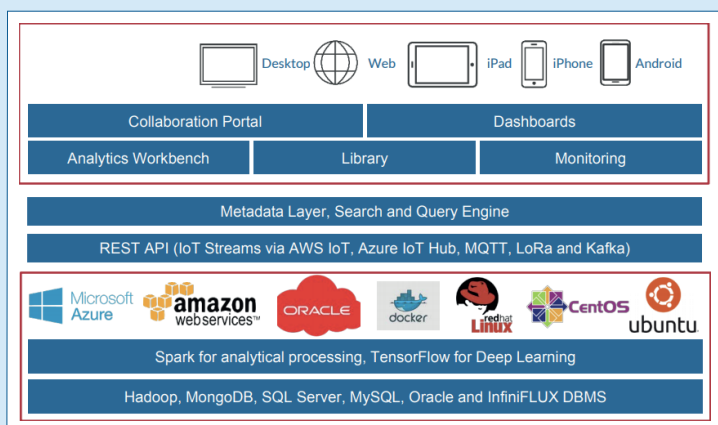 Desktop Web iPad iPhone Android
Collaboration Portal Dashboards
Analytics Workbench Library Monitoring
Metadata Layer, Search and Query Engine
REST API (IoT Streams via AWS IoT, Azure IoT Hub, MQTT, LoRa and Kafka)
Microsoft
Azure
amazon
webservices™
ORACLE
docker
redhat
Linux
CentOS
ubuntu
Spark for analytical processing, TensorFlow for Deep Learning
Hadoop, MongoDB, SQL Server, MySQL, Oracle and InfiniFLUX DBMS